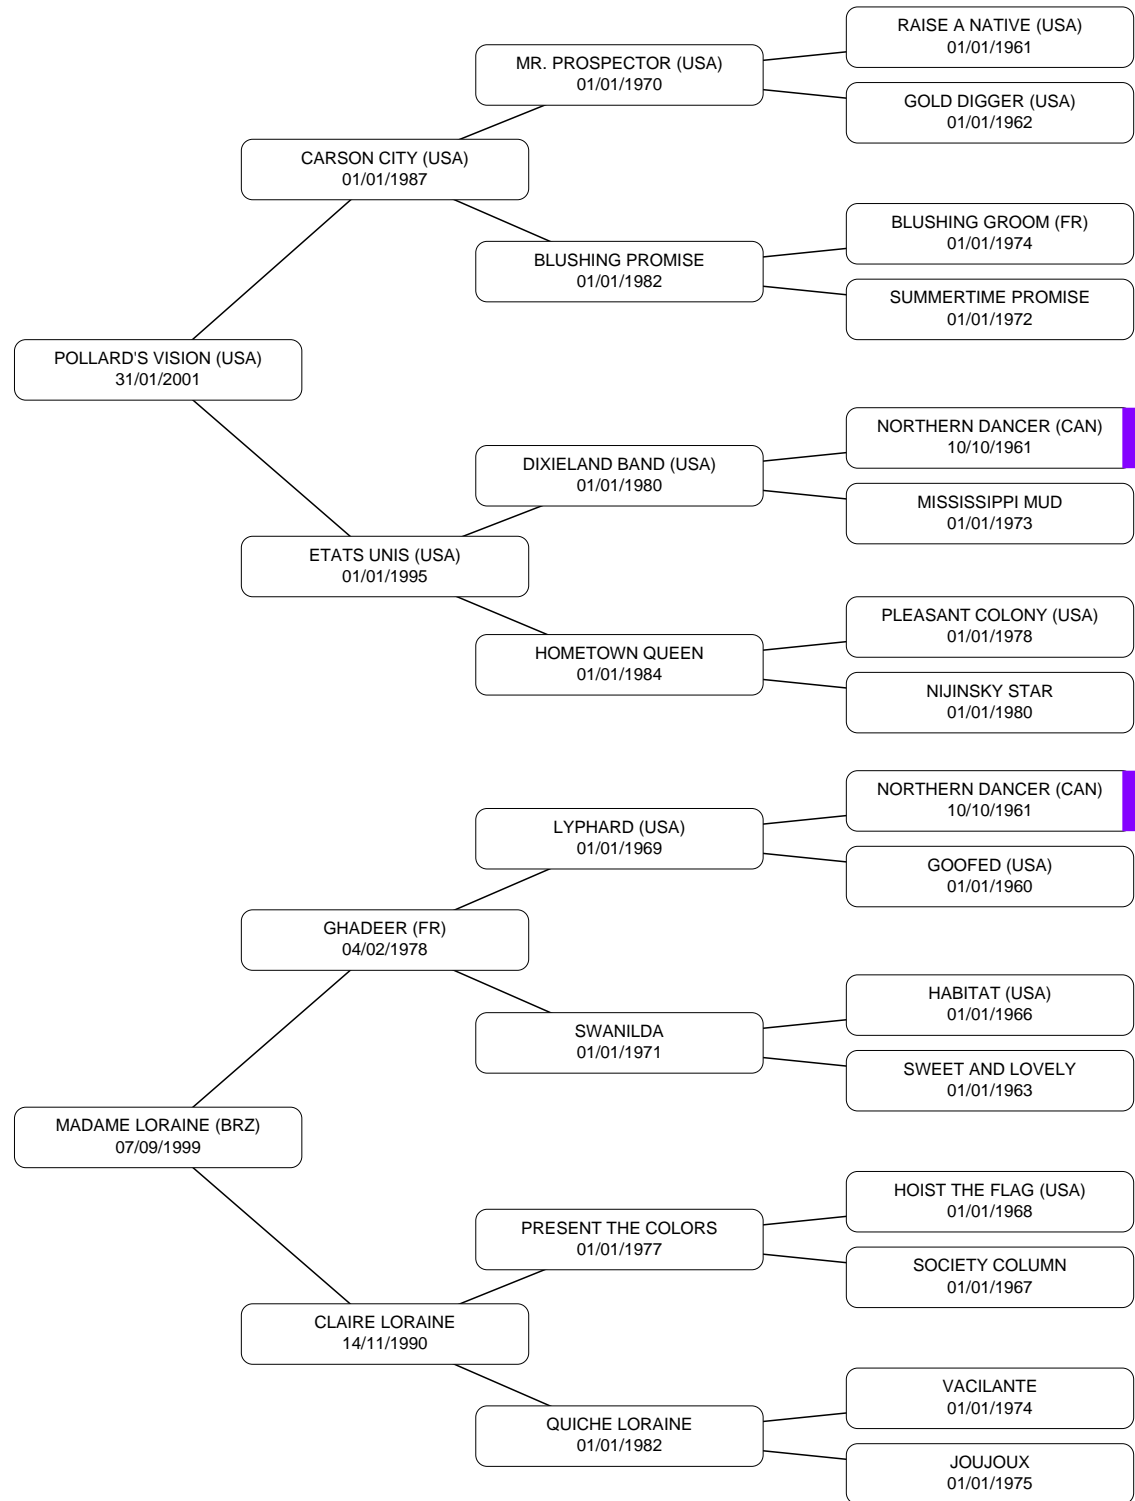 RAISE A NATIVE (USA)
01/01/1961
MR. PROSPECTOR (USA)
01/01/1970
GOLD DIGGER (USA)
01/01/1962
CARSON CITY (USA)
01/01/1987
BLUSHING GROOM (FR)
01/01/1974
BLUSHING PROMISE
01/01/1982
SUMMERTIME PROMISE
01/01/1972
POLLARD'S VISION (USA)
31/01/2001
NORTHERN DANCER (CAN)
10/10/1961
DIXIELAND BAND (USA)
01/01/1980
MISSISSIPPI MUD
01/01/1973
ETATS UNIS (USA)
01/01/1995
PLEASANT COLONY (USA)
01/01/1978
HOMETOWN QUEEN
01/01/1984
NIJINSKY STAR
01/01/1980
NORTHERN DANCER (CAN)
10/10/1961
LYPHARD (USA)
01/01/1969
GOOFED (USA)
01/01/1960
GHADEER (FR)
04/02/1978
HABITAT (USA)
01/01/1966
SWANILDA
01/01/1971
SWEET AND LOVELY
01/01/1963
MADAME LORAINE (BRZ)
07/09/1999
HOIST THE FLAG (USA)
01/01/1968
PRESENT THE COLORS
01/01/1977
SOCIETY COLUMN
01/01/1967
CLAIRE LORAINE
14/11/1990
VACILANTE
01/01/1974
QUICHE LORAINE
01/01/1982
JOUJOUX
01/01/1975